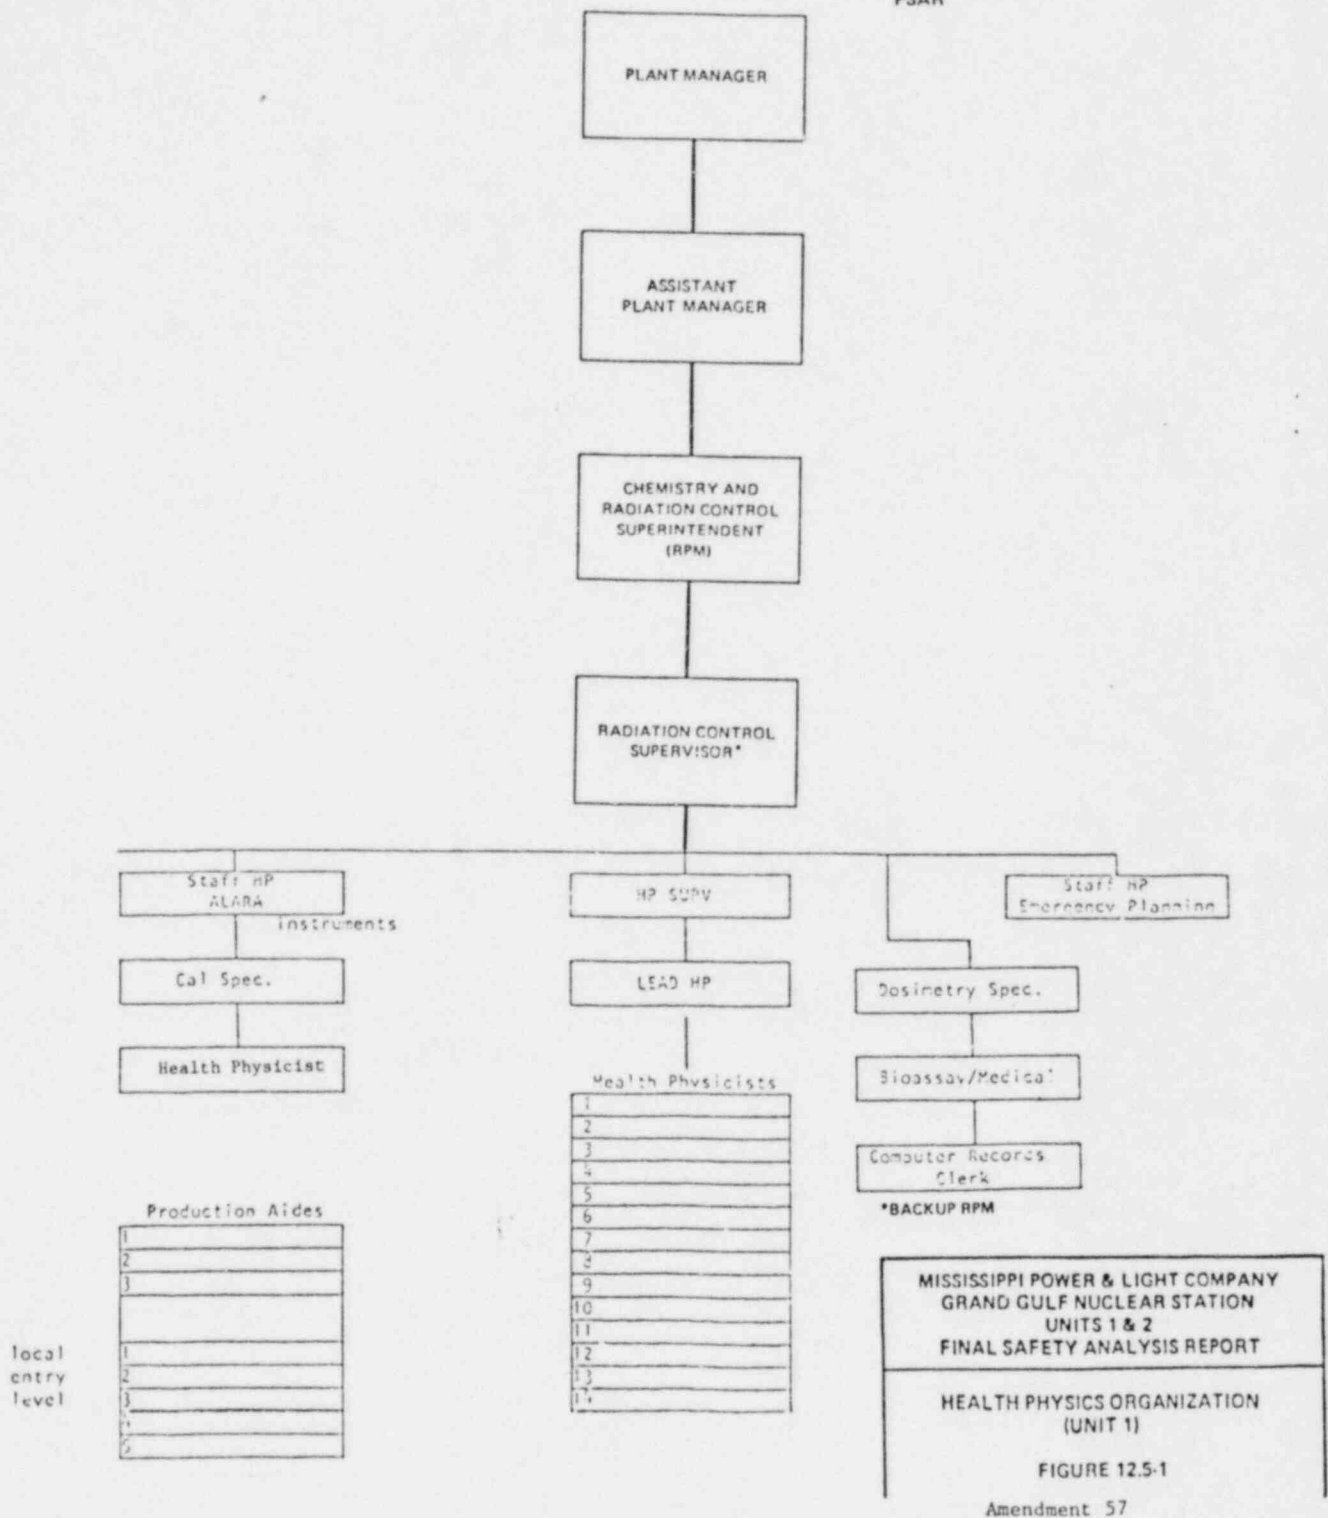 FSAR
PLANT MANAGER
ASSISTANT
PLANT MANAGER
CHEMISTRY AND
RADIATION CONTROL
SUPERINTENDENT
(RPM)
RADIATION CONTROL
SUPERVISOR*
Staff HP
ALARA
Instruments
Cal Spec.
Health Physicist
Production Aides
1
2
3
local
entry
level
1
2
3
4
5
HP SUPV
LEAD HP
Health Physicists
1
2
3
4
5
6
7
8
9
10
11
12
13
14
Dosimetry Spec.
Bioassay/Medical
Computer Records
Clerk
Staff HP
Emergency Planning
*BACKUP RPM
MISSISSIPPI POWER & LIGHT COMPANY
GRAND GULF NUCLEAR STATION
UNITS 1 & 2
FINAL SAFETY ANALYSIS REPORT
HEALTH PHYSICS ORGANIZATION
(UNIT 1)
FIGURE 12.5-1
Amendment 57